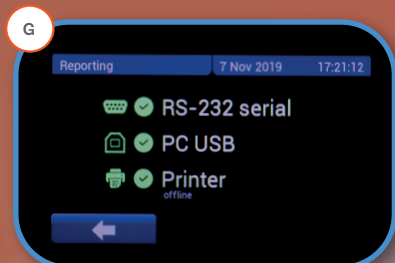 G
Reporting 7 Nov 2019 17:21:12
RS-232 serial
PC USB
Printer
offline